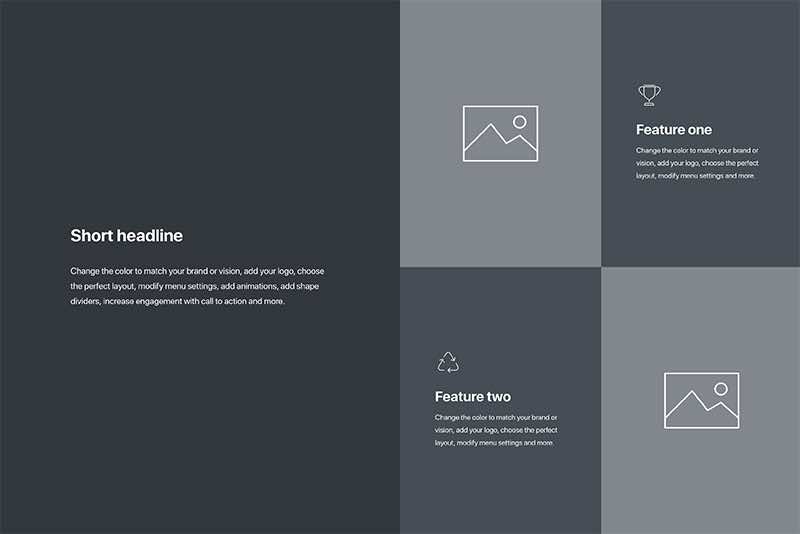 Short headline
Change the color to match your brand or vision, add your logo, choose
the perfect layout, modify menu settings, add animations, add shape
dividers, increase engagement with call to action and more.
Feature one
Change the color to match your brand or
vision, add your logo, choose the perfect
layout, modify menu settings and more.
Feature two
Change the color to match your brand or
vision, add your logo, choose the perfect
layout, modify menu settings and more.